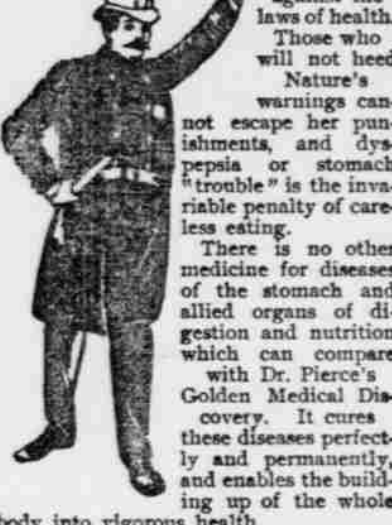 against the
laws of health.
Those who
will not heed
Nature's
warnings can-
not escape her pun-
ishments, and dys-
pepsia or stomach
"trouble" is the inva-
riable penalty of care-
less eating.
There is no other
medicine for diseases
of the stomach and
allied organs of di-
gestion and nutrition
which can compare
with Dr. Pierce's
Golden Medical Dis-
covery. It cures
these diseases perfect-
ly and permanently,
and enables the build-
ing up of the whole
body into vigorous health